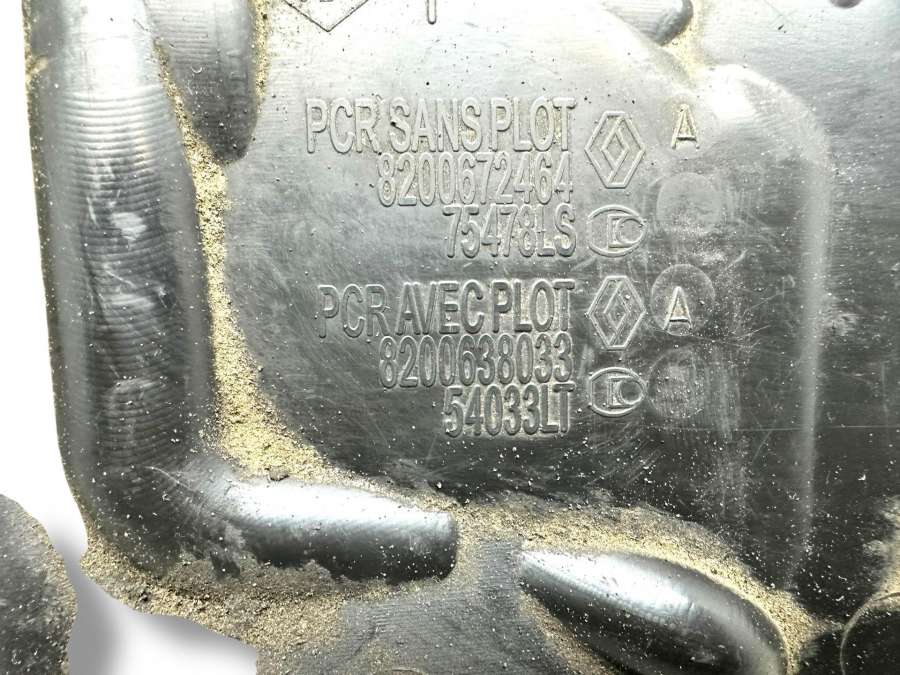 PCR SANS PLOT A
8200672464
75478LS
PCR AVEC PLOT A
8200638033
54033LT